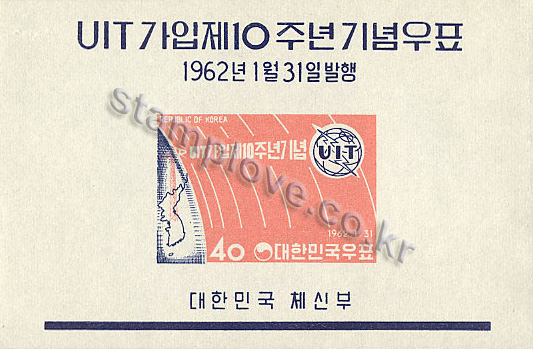 UIT 가입제10주년기념우표
1962년 1월 31일발행
REPUBLIC OF KOREA
UIT가입제10주년기념
UIT
1962 1 31
40 대한민국우표
대한민국 체신부
stamplove.co.kr